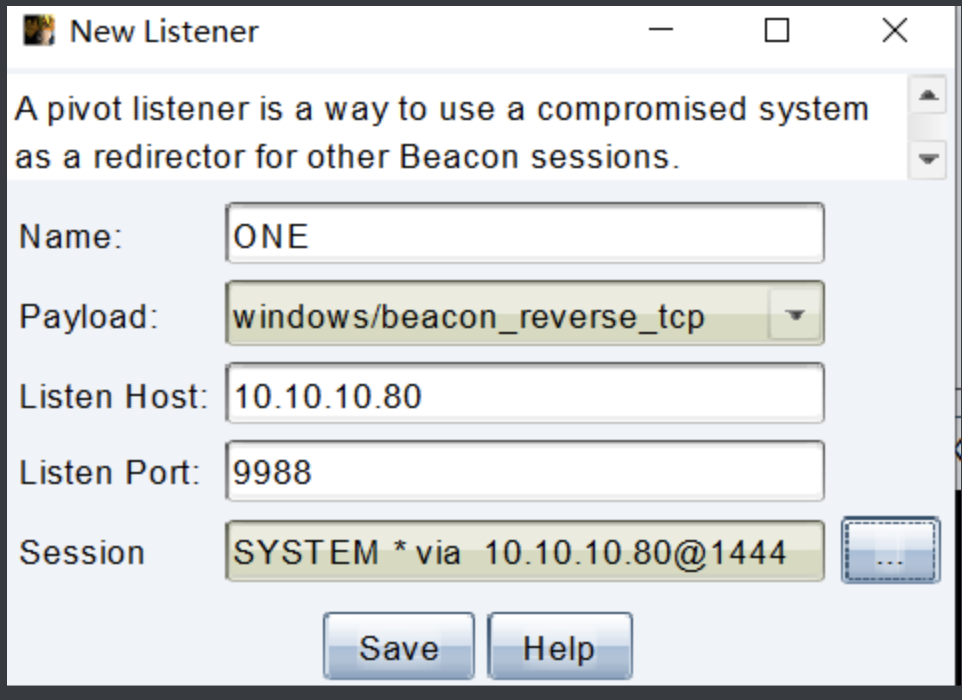 New Listener
A pivot listener is a way to use a compromised system
as a redirector for other Beacon sessions.
Name: ONE
Payload: windows/beacon_reverse_tcp
Listen Host: 10.10.10.80
Listen Port: 9988
Session SYSTEM * via 10.10.10.80@1444 ...
Save Help